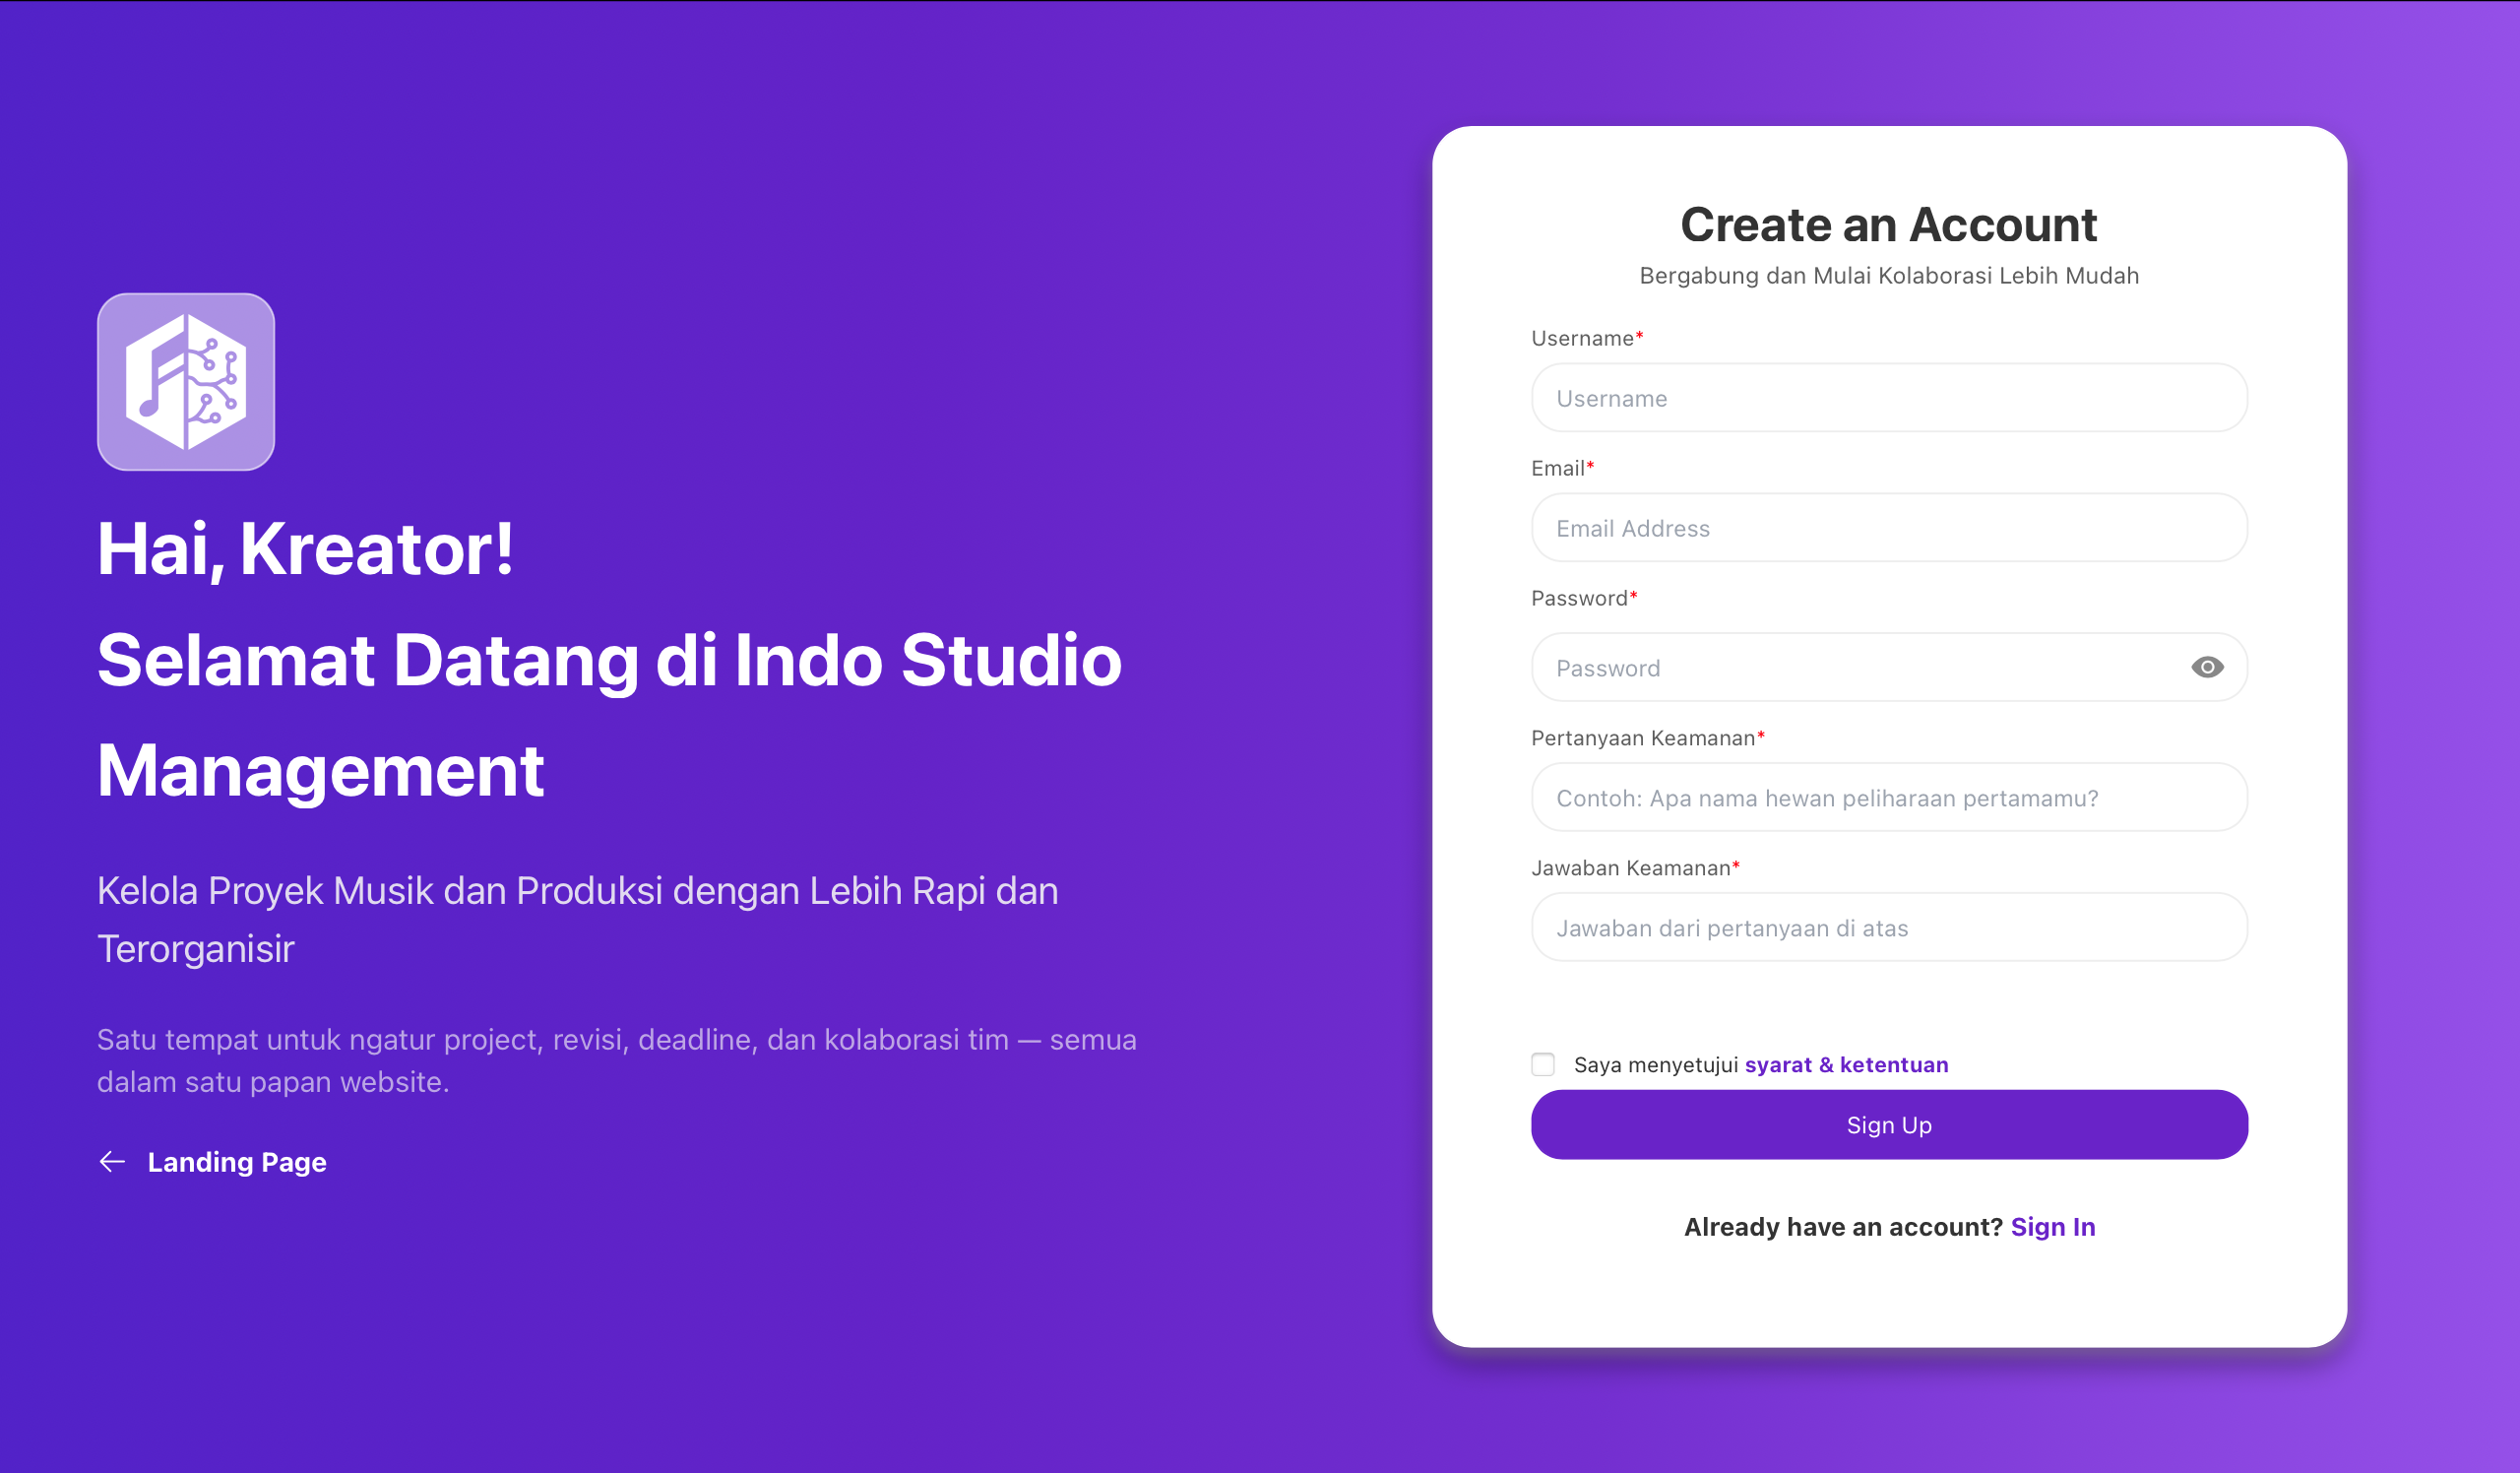 Hai, Kreator!
Selamat Datang di Indo Studio
Management
Kelola Proyek Musik dan Produksi dengan Lebih Rapi dan
Terorganisir
Satu tempat untuk ngatur project, revisi, deadline, dan kolaborasi tim — semua
dalam satu papan website.
← Landing Page
Create an Account
Bergabung dan Mulai Kolaborasi Lebih Mudah
Username*
Username
Email*
Email Address
Password*
Password
Pertanyaan Keamanan*
Contoh: Apa nama hewan peliharaan pertamamu?
Jawaban Keamanan*
Jawaban dari pertanyaan di atas
Saya menyetujui syarat & ketentuan
Sign Up
Already have an account? Sign In